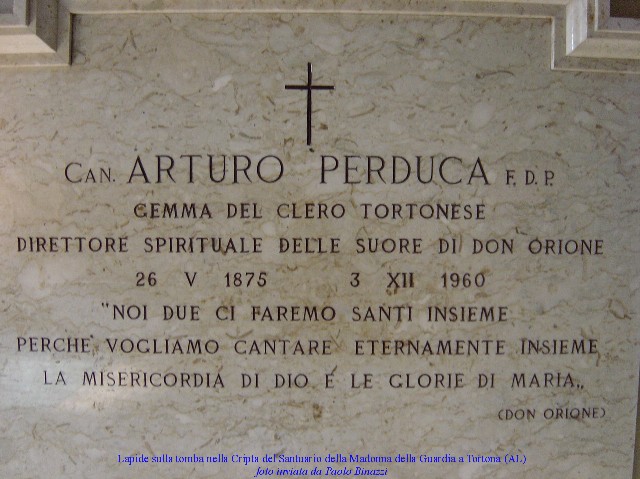 CAN. ARTURO PERDUCA F. D. P.
GEMMA DEL CLERO TORTONESE
DIRETTORE SPIRITUALE DELLE SUORE DI DON ORIONE
26 V 1875 3 XII 1960
"NOI DUE CI FAREMO SANTI INSIEME
PERCHÈ VOGLIAMO CANTARE ETERNAMENTE INSIEME
LA MISERICORDIA DI DIO E LE GLORIE DI MARIA„
(DON ORIONE)
Lapide sulla tomba nella Cripta del Santuario della Madonna della Guardia a Tortona (AL)
foto inviata da Paolo Binazzi